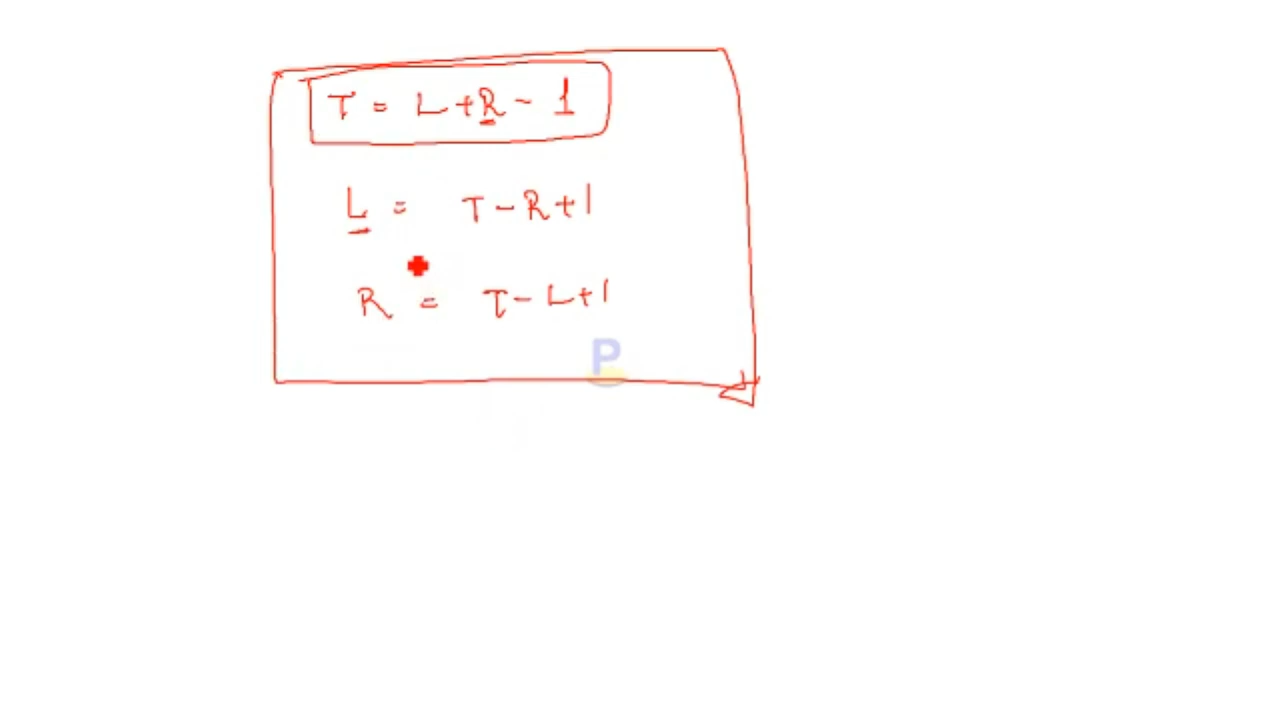 T = L + R - 1
L = T - R + 1
R = T - L + 1
P